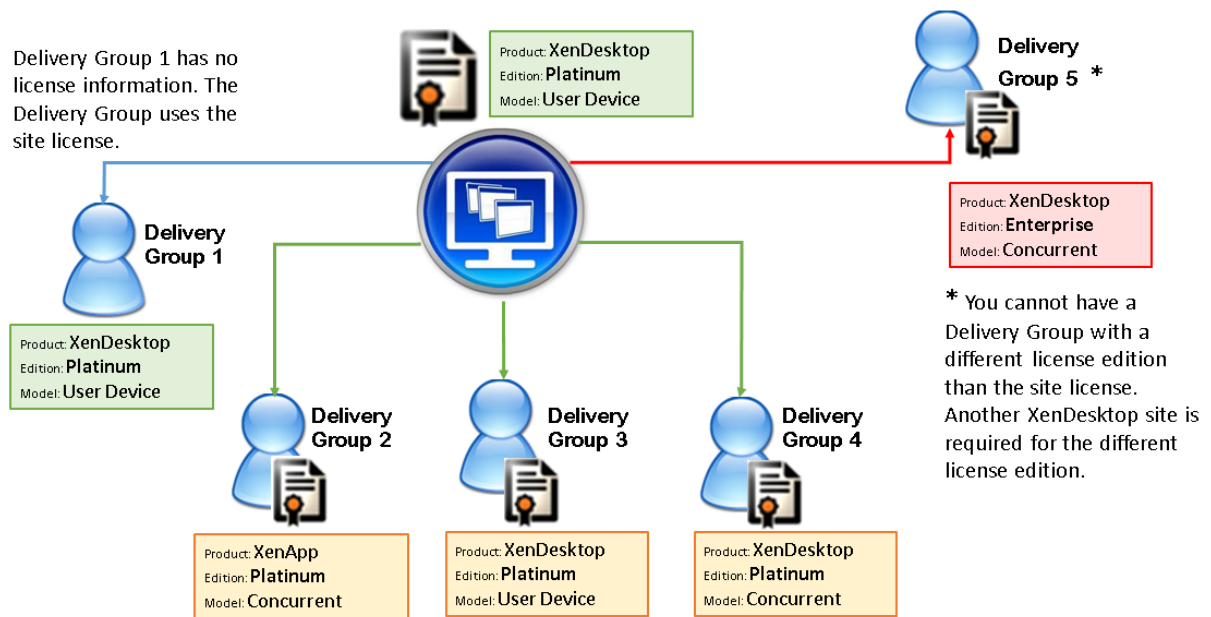 Delivery Group 1 has no
license information. The
Delivery Group uses the
site license.
Product: XenDesktop
Edition: Platinum
Model: User Device
Delivery
Group 5 *
Delivery
Group 1
Product: XenDesktop
Edition: Platinum
Model: User Device
Product: XenDesktop
Edition: Enterprise
Model: Concurrent
* You cannot have a
Delivery Group with a
different license edition
than the site license.
Another XenDesktop site is
required for the different
license edition.
Delivery
Group 2
Product: XenApp
Edition: Platinum
Model: Concurrent
Delivery
Group 3
Product: XenDesktop
Edition: Platinum
Model: User Device
Delivery
Group 4
Product: XenDesktop
Edition: Platinum
Model: Concurrent